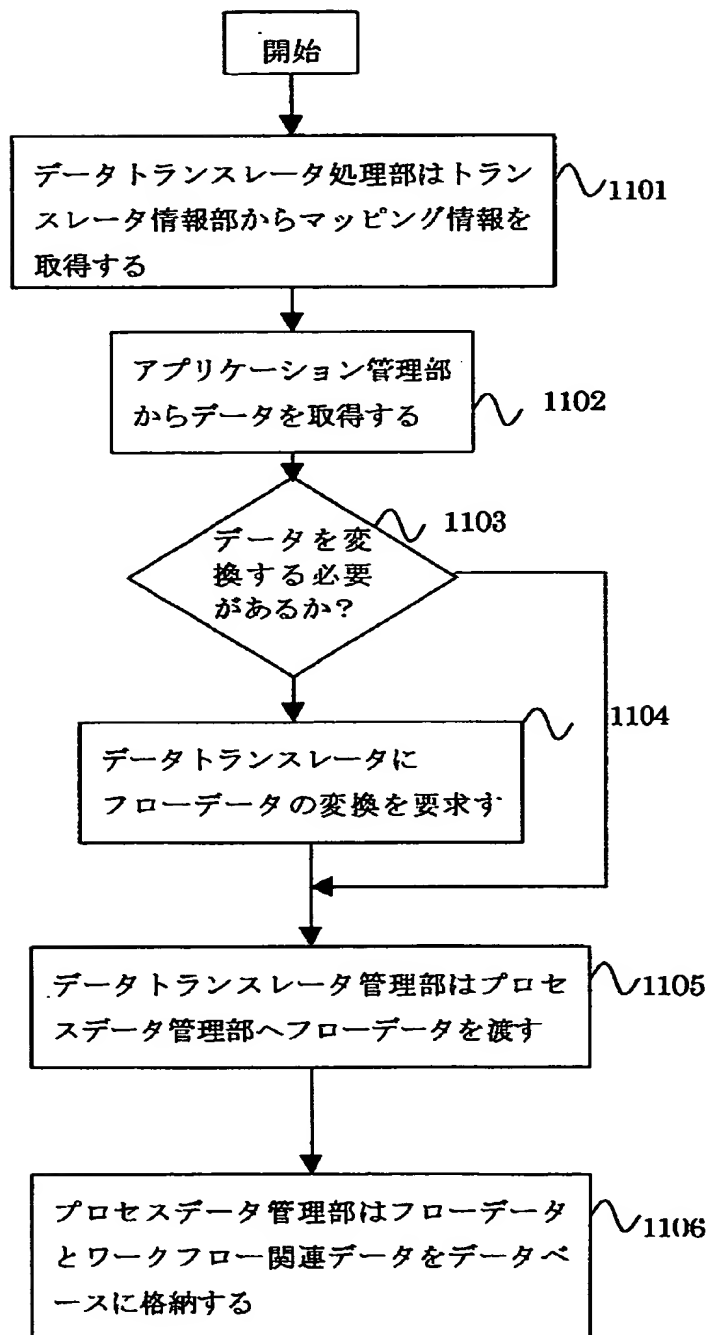 開始
データトランスレータ処理部はトラン
スレータ情報部からマッピング情報を
取得する
1101
アプリケーション管理部
からデータを取得する
1102
データを変
換する必要
があるか?
1103
データトランスレータに
フローデータの変換を要求す
1104
データトランスレータ管理部はプロセ
スデータ管理部へフローデータを渡す
1105
プロセスデータ管理部はフローデータ
とワークフロー関連データをデータベ
ースに格納する
1106